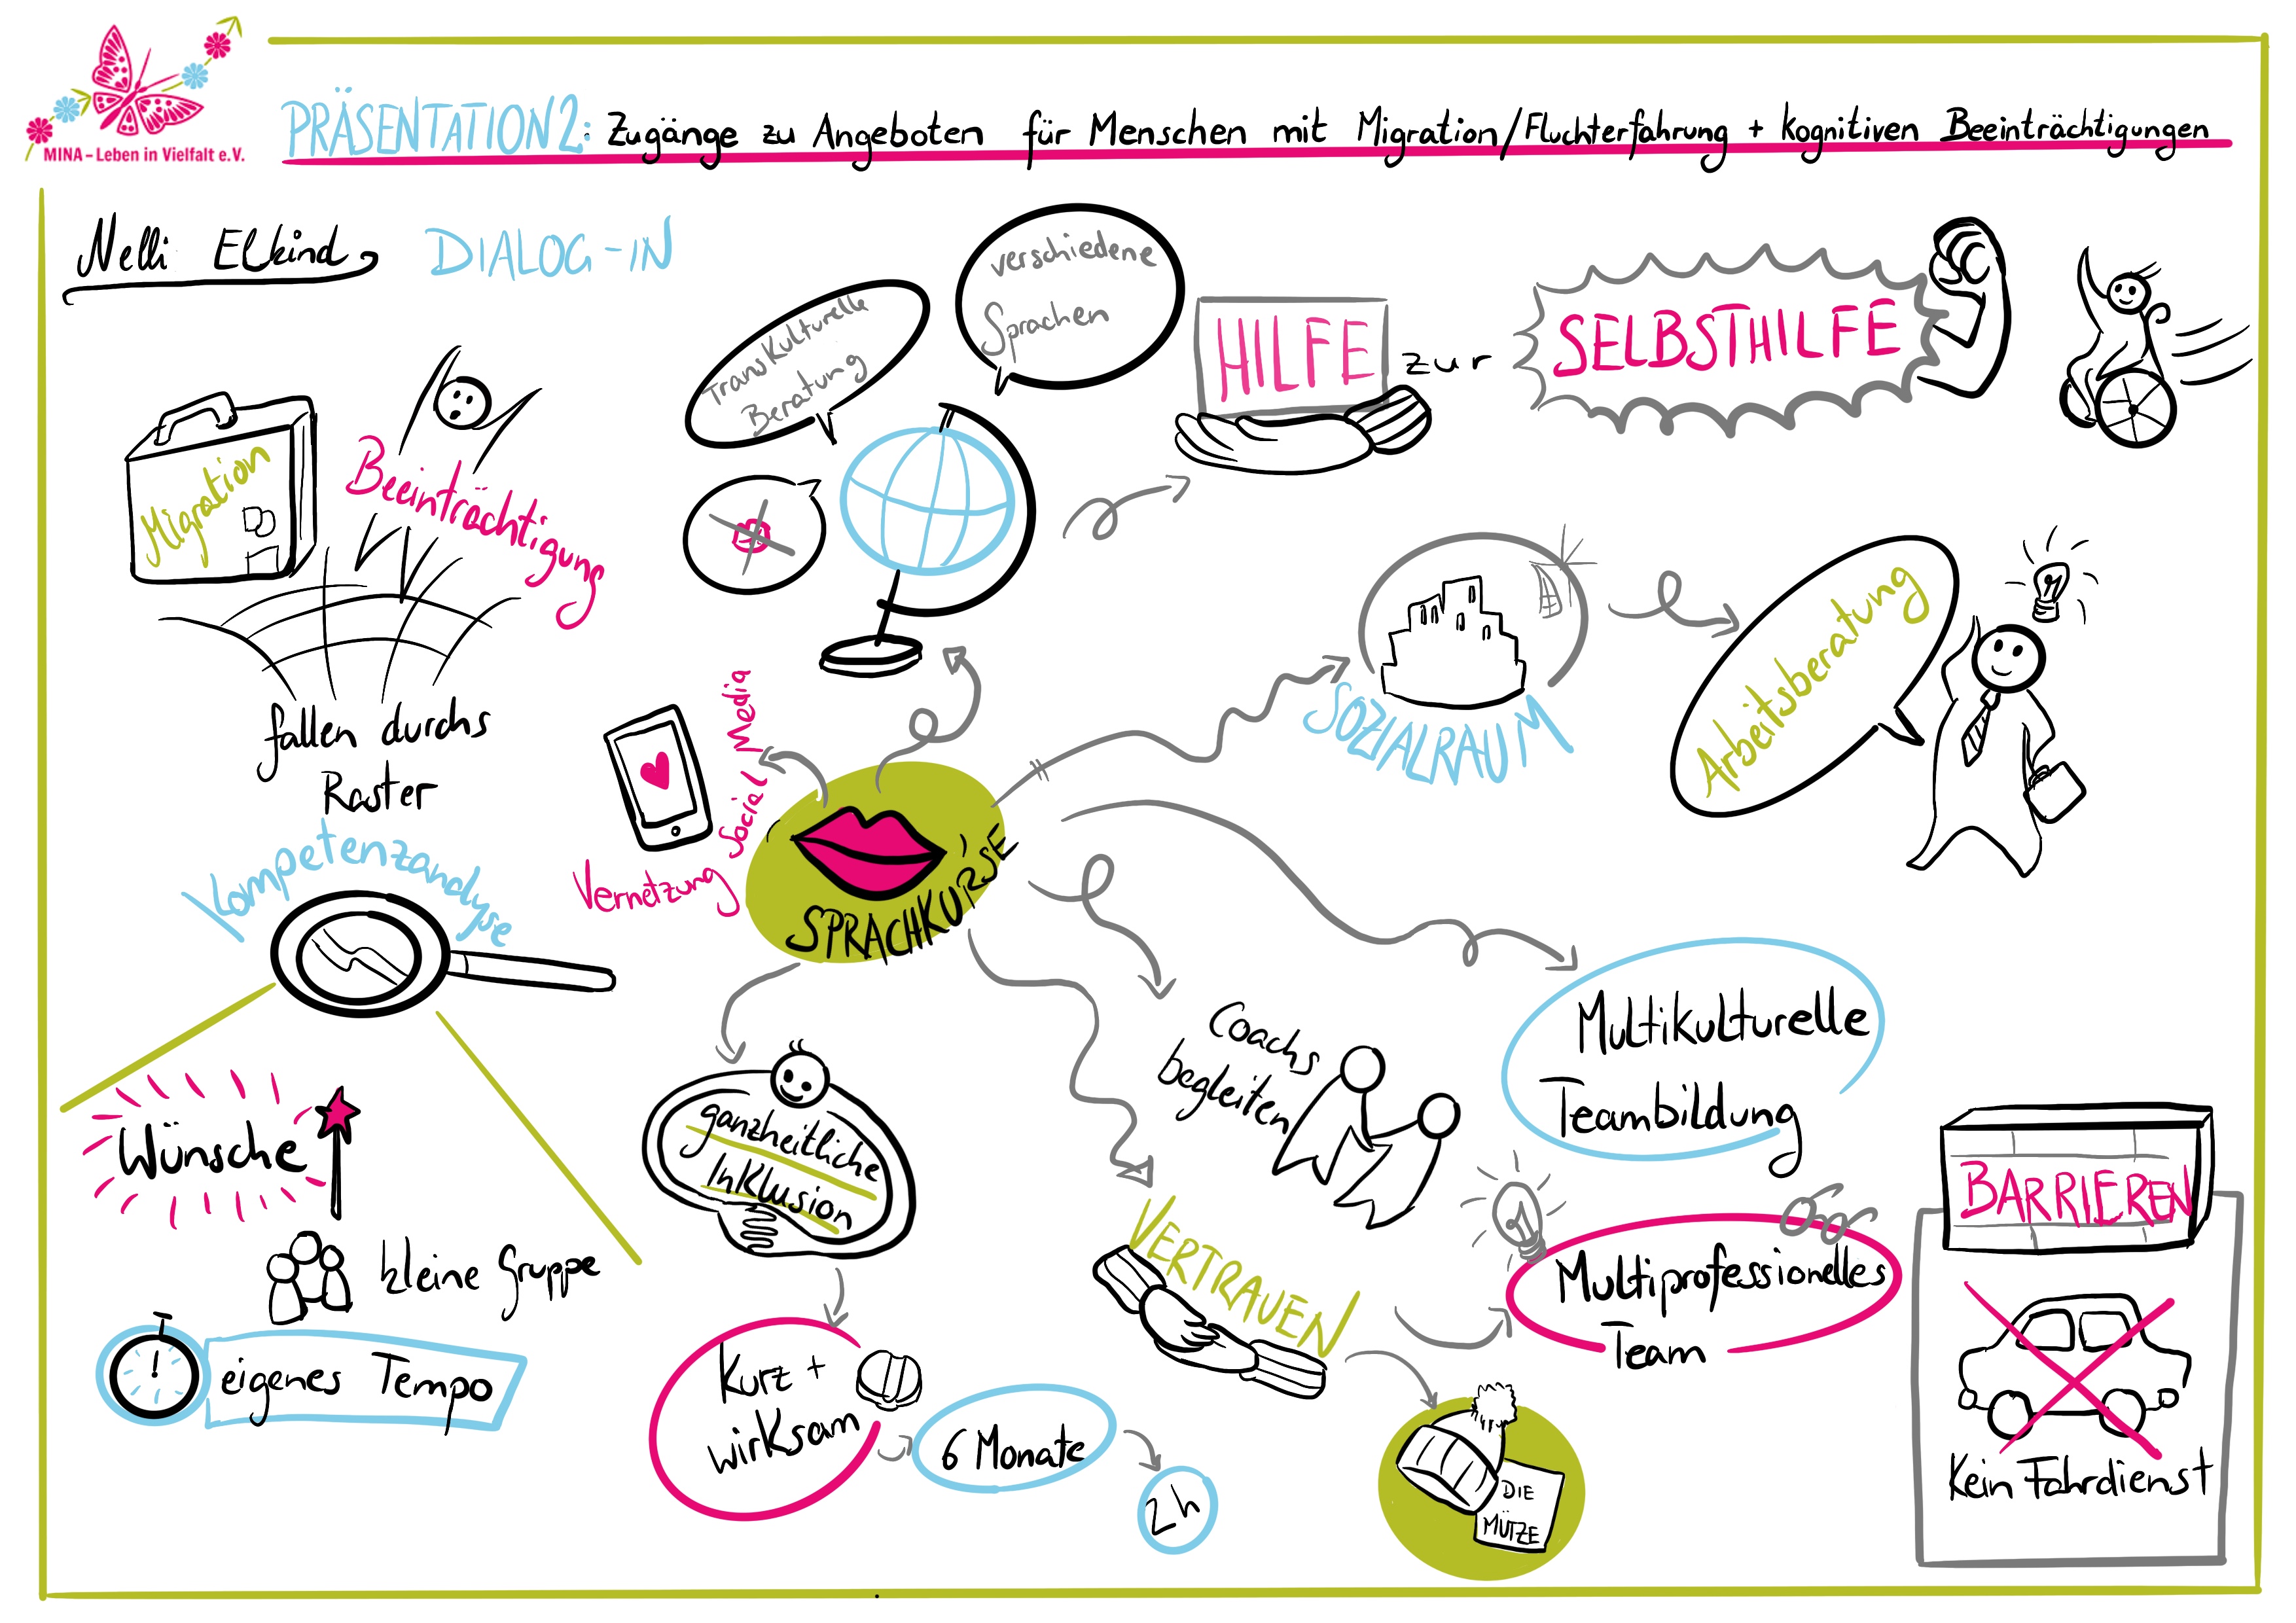 MINA – Leben in Vielfalt e.V.
PRÄSENTATION 2: Zugänge zu Angeboten für Menschen mit Migration/Fluchterfahrung + kognitiven Beeinträchtigungen
Nelli Elkind
DIALOG-IN
Transkulturelle
Beratung
verschiedene
Sprachen
HILFE
zur
SELBSTHILFE
Migration
Beeinträchtigung
fallen durchs
Raster
Vernetzung Social Media
SPRACHKURSE
SOZIALRAUM
Arbeitsberatung
Kompetenzanalyse
Wünsche
kleine Gruppe
eigenes Tempo
ganzheitliche
Inklusion
Kurz +
wirksam
6 Monate
2h
Coachs
begleiten
VERTRAUEN
Multikulturelle
Teambildung
Multiprofessionelles
Team
DIE
MÜTZE
BARRIEREN
Kein Fahrdienst